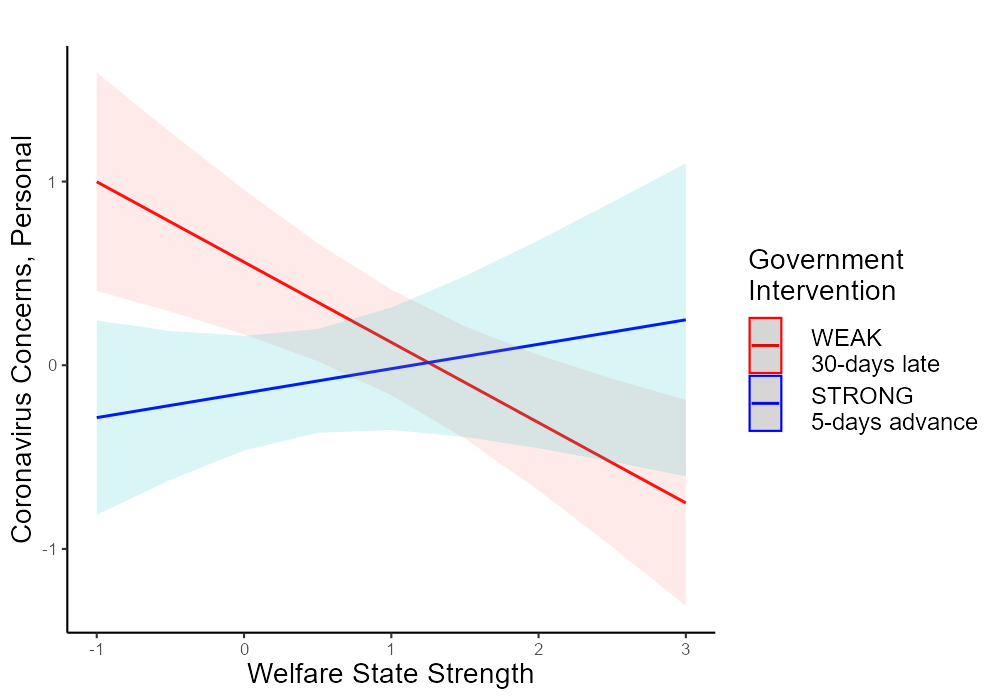 Coronavirus Concerns, Personal
1
0
-1
-1
0
1
2
3
Welfare State Strength
Government
Intervention
WEAK
30-days late
STRONG
5-days advance